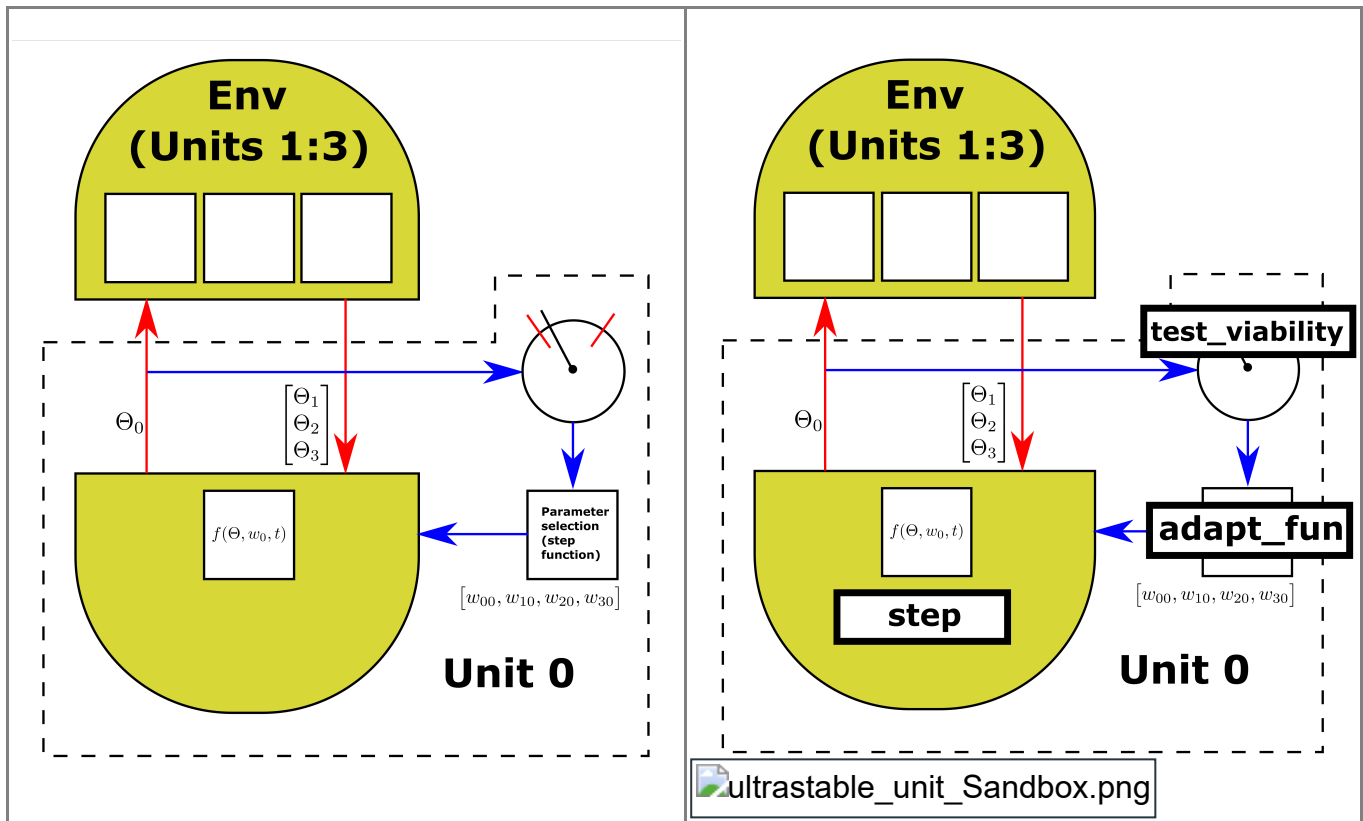 Env
(Units 1:3)
Θ₀
[Θ₁
Θ₂
Θ₃]
f(Θ, w₀, t)
Parameter
selection
(step
function)
[w₀₀, w₁₀, w₂₀, w₃₀]
Unit 0
Env
(Units 1:3)
test_viability
Θ₀
[Θ₁
Θ₂
Θ₃]
f(Θ, w₀, t)
adapt_fun
step
[w₀₀, w₁₀, w₂₀, w₃₀]
Unit 0
ultrastable_unit_Sandbox.png